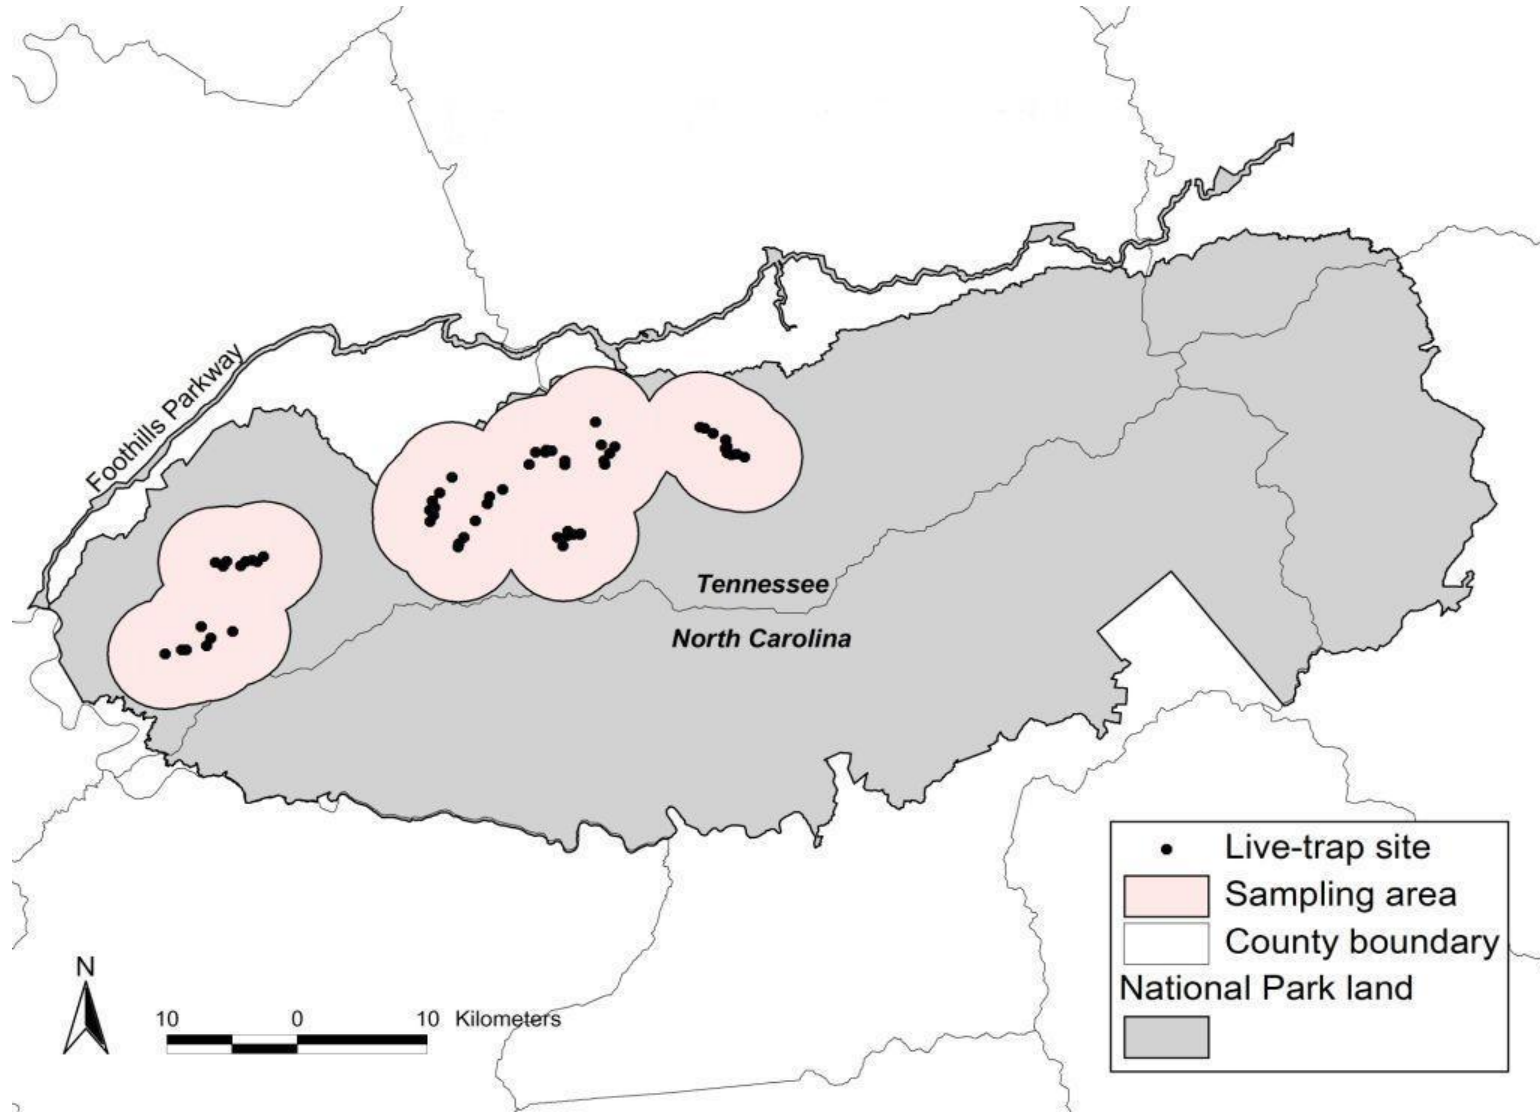 Foothills Parkway
Tennessee
North Carolina
Live-trap site
Sampling area
County boundary
National Park land
N
10 0 10 Kilometers